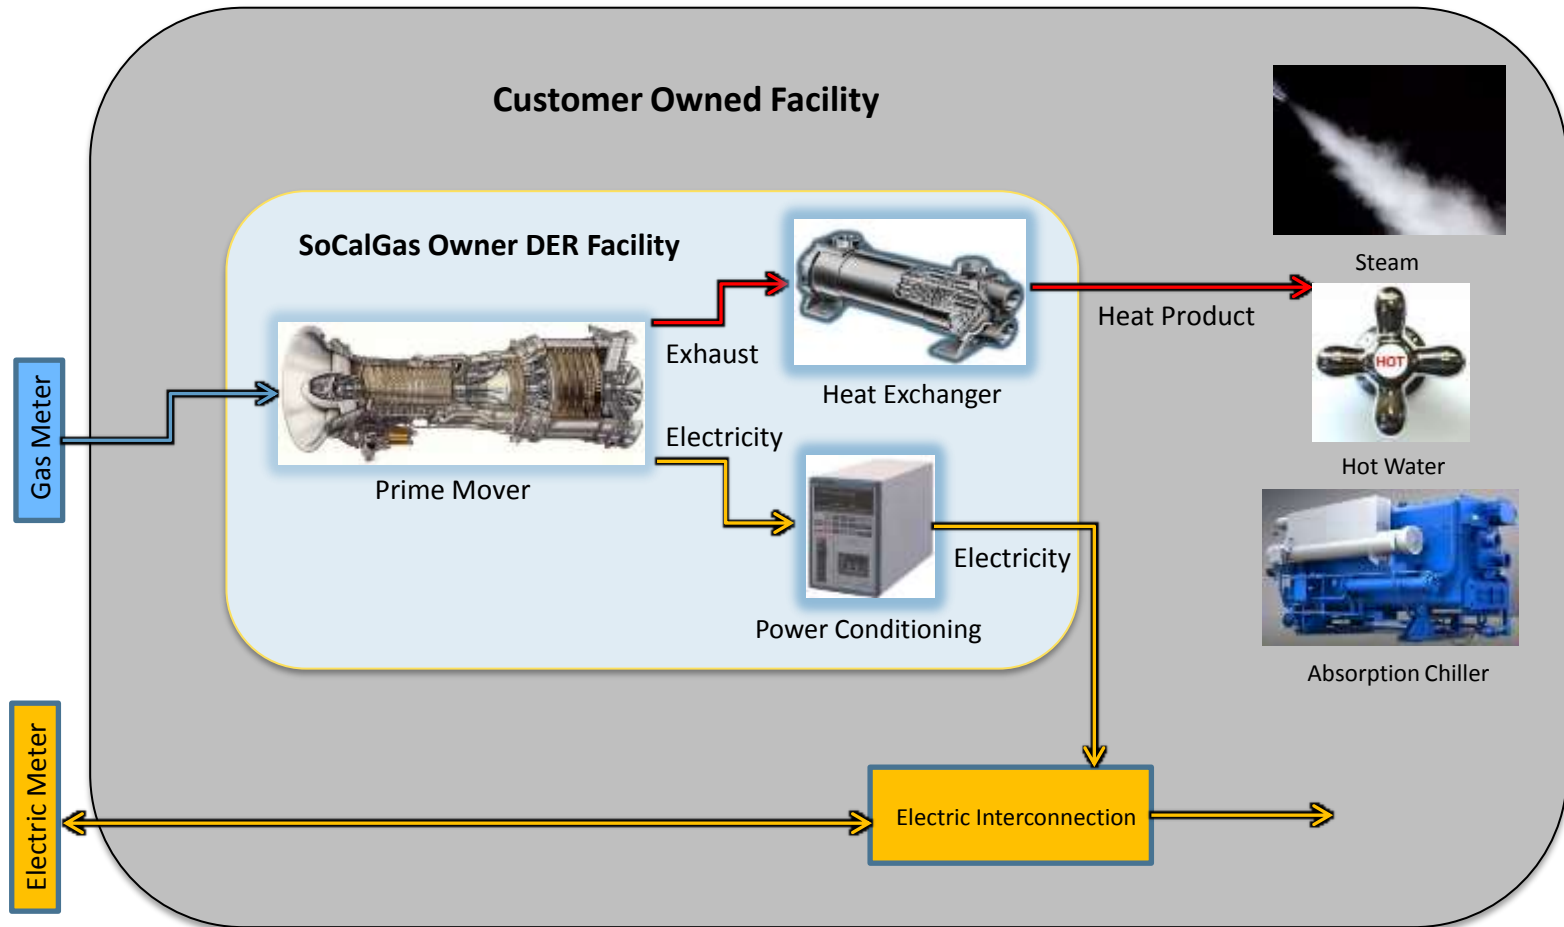 Customer Owned Facility
SoCalGas Owner DER Facility
Steam
Heat Product
Exhaust
Heat Exchanger
HOT
Gas Meter
Electricity
Hot Water
Prime Mover
Electricity
Power Conditioning
Absorption Chiller
Electric Meter
Electric Interconnection